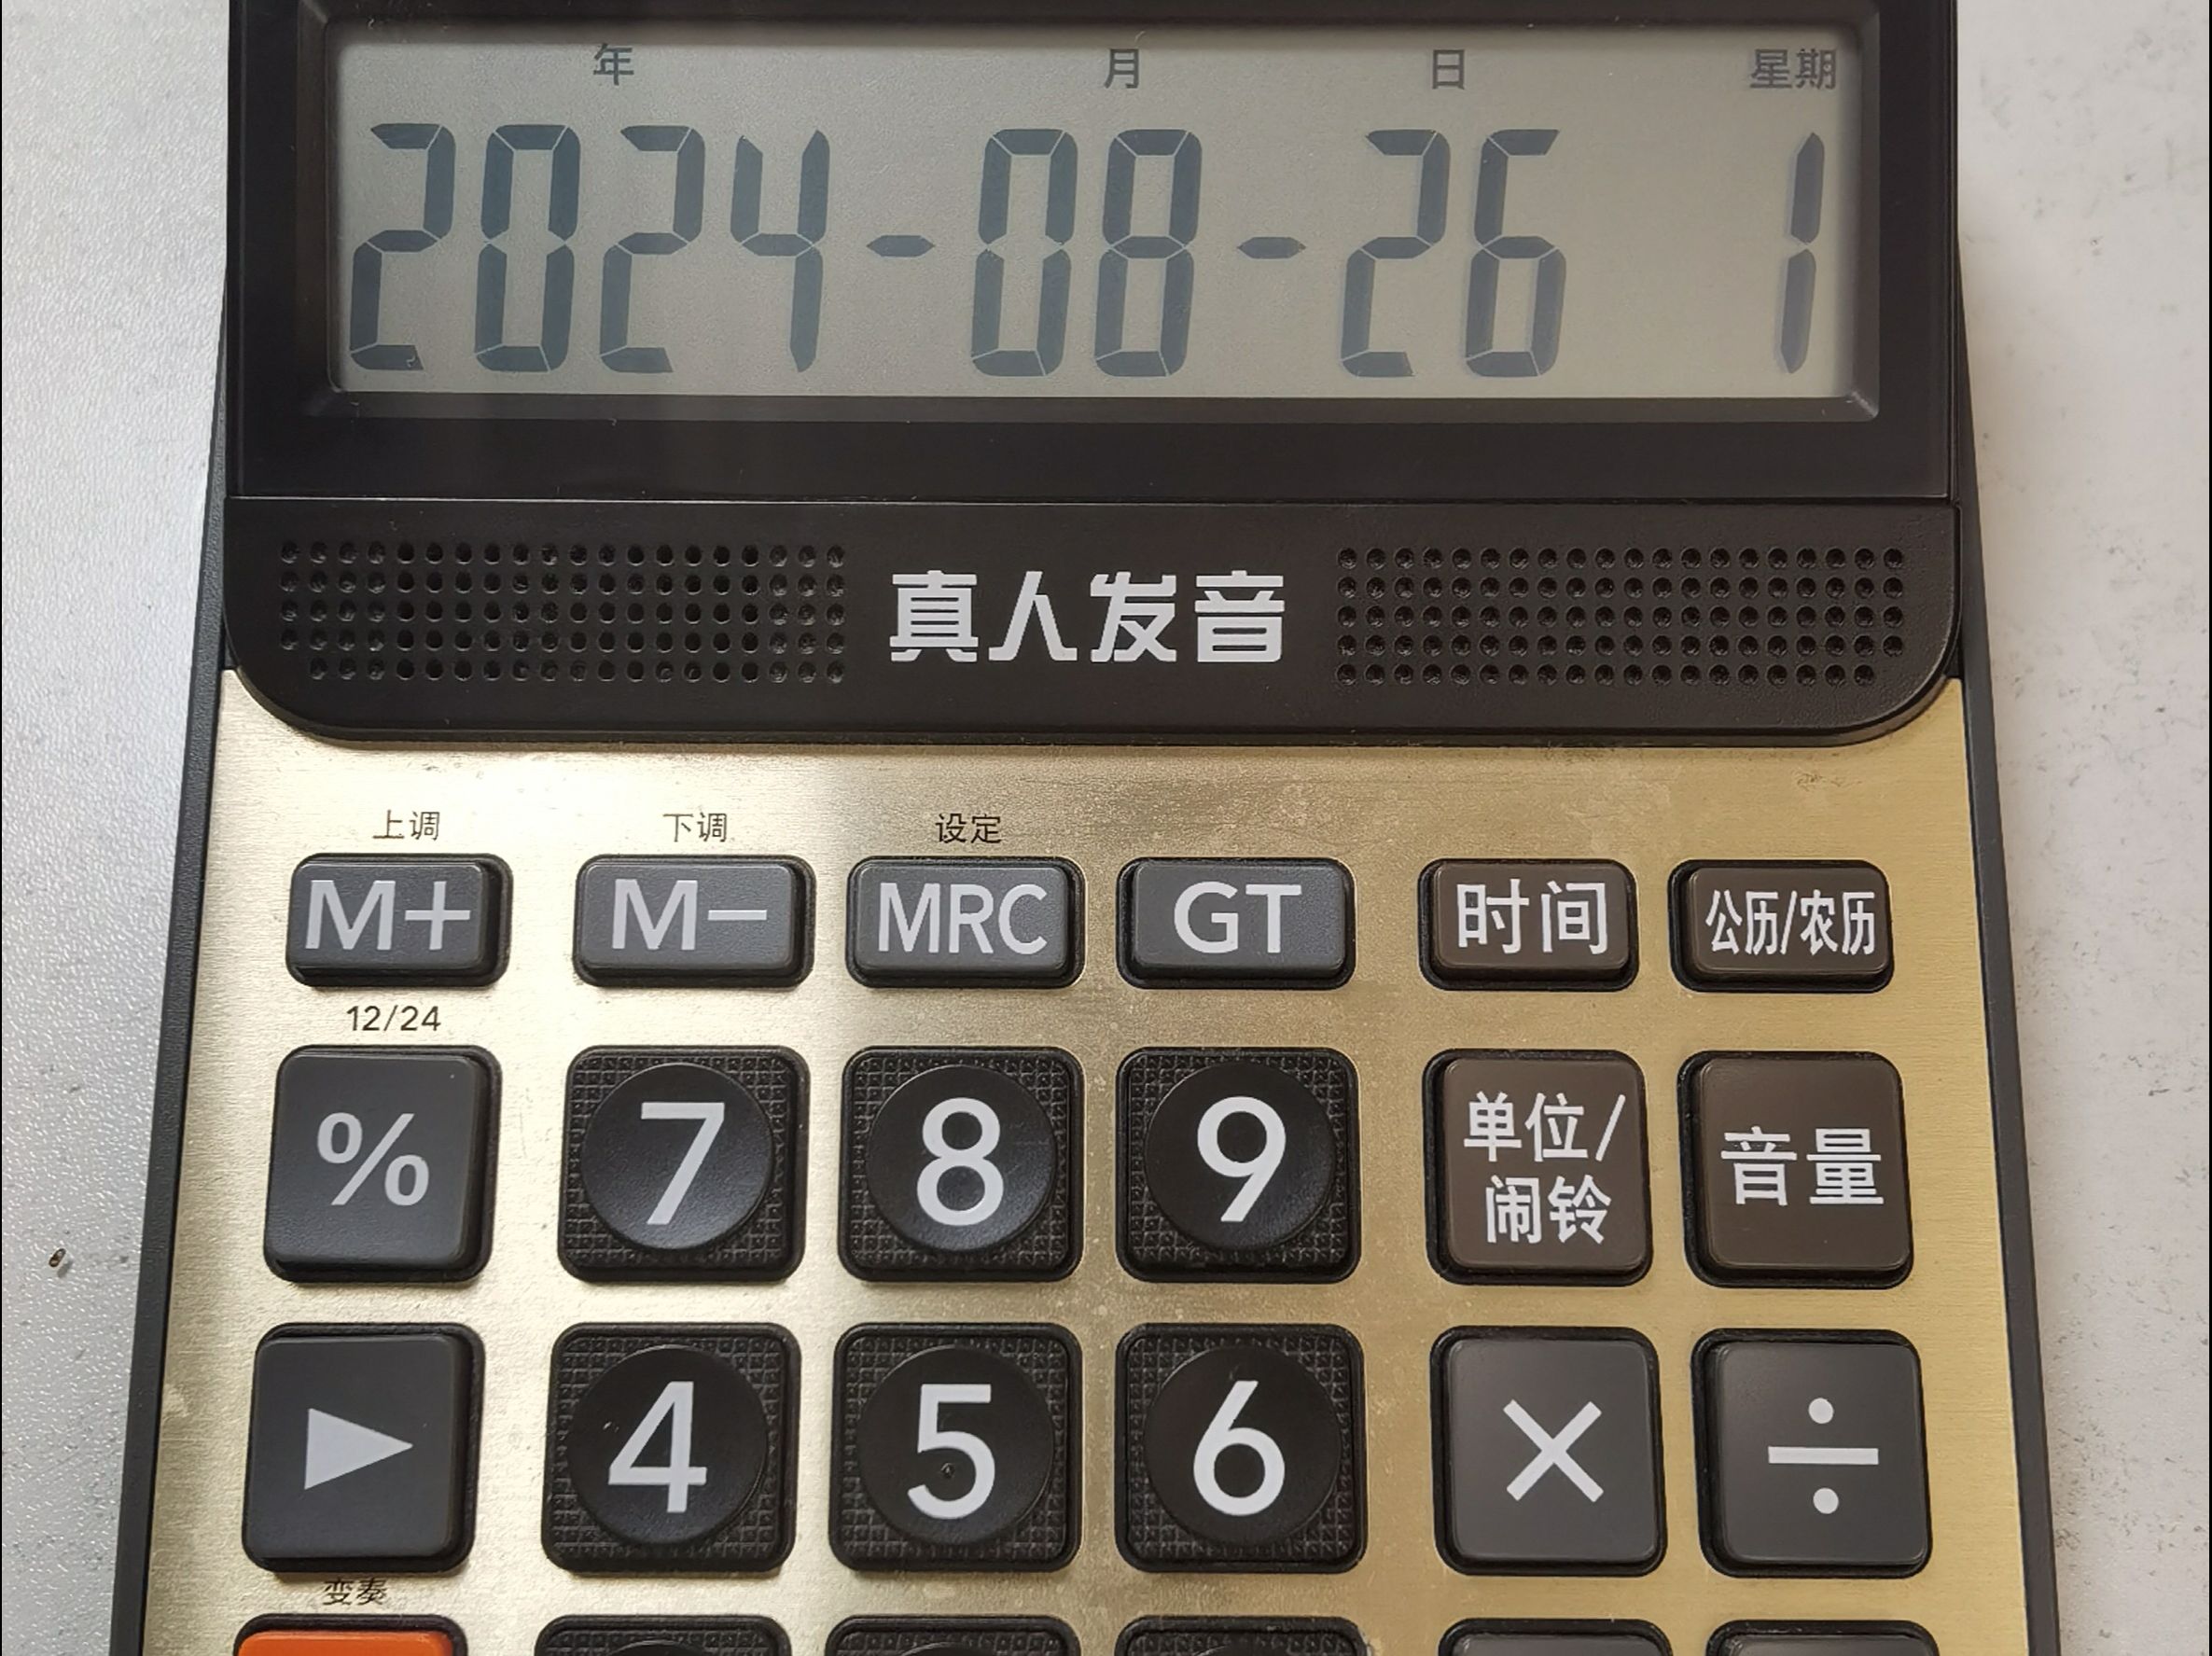 年 月 日 星期
2024-08-26 1
真人发音
上调 下调 设定
M+ M− MRC GT 时间 公历/农历
12/24
% 7 8 9 单位/
闹铃 音量
▶ 4 5 6 × ÷
变奏